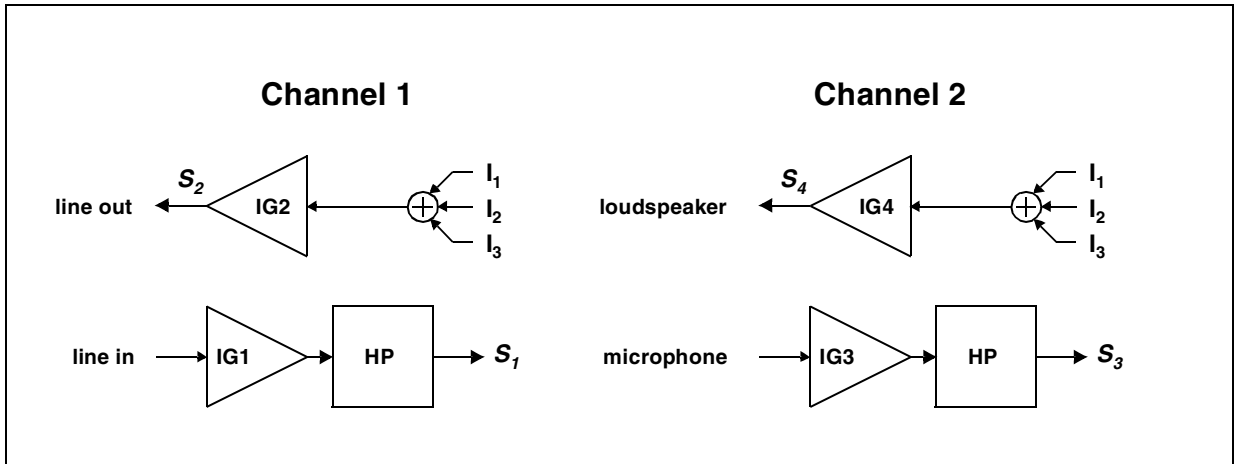 Channel 1
S2
line out
IG2
I1
I2
I3
line in
IG1
HP
S1
Channel 2
S4
loudspeaker
IG4
I1
I2
I3
microphone
IG3
HP
S3